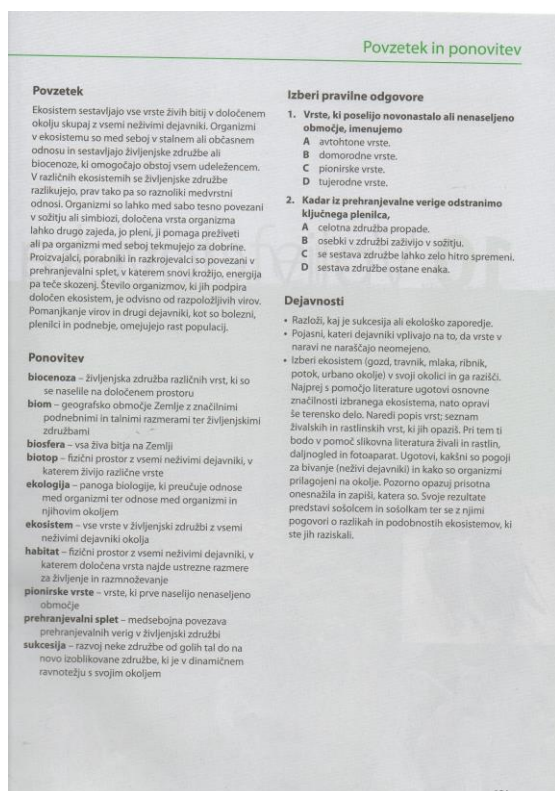 Povzetek in ponovitev
Povzetek
Ekosistem sestavljajo vse vrste živih bitij v določenem
okolju skupaj z vsemi neživimi dejavniki. Organizmi
v ekosistemu so med seboj v stalnem ali občasnem
odnosu in sestavljajo življenjske združbe ali
biocenoze, ki omogočajo obstoj vsem udeležencem.
V različnih ekosistemih se življenjske združbe
razlikujejo, prav tako pa so raznoliki medvrstni
odnosi. Organizmi so lahko med sabo tesno povezani
v sožitju ali simbiozi, določena vrsta organizma
lahko drugo zajeda, jo pleni, ji pomaga preživeti
ali pa organizmi med seboj tekmujejo za dobrine.
Proizvajalci, porabniki in razkrojevalci so povezani v
prehranjevalni splet, v katerem snovi krožijo, energija
pa teče skozenj. Število organizmov, ki jih podpira
določen ekosistem, je odvisno od razpoložljivih virov.
Pomanjkanje virov in drugi dejavniki, kot so bolezni,
plenilci in podnebje, omejujejo rast populacij.
Ponovitev
biocenoza – življenjska združba različnih vrst, ki so
se naselile na določenem prostoru
biom – geografsko območje Zemlje z značilnimi
podnebnimi in talnimi razmerami ter življenjskimi
združbami
biosfera – vsa živa bitja na Zemlji
biotop – fizični prostor z vsemi neživimi dejavniki, v
katerem živijo različne vrste
ekologija – panoga biologije, ki preučuje odnose
med organizmi ter odnose med organizmi in
njihovim okoljem
ekosistem – vse vrste v življenjski združbi z vsemi
neživimi dejavniki okolja
habitat – fizični prostor z vsemi neživimi dejavniki, v
katerem določena vrsta najde ustrezne razmere
za življenje in razmnoževanje
pionirske vrste – vrste, ki prve naselijo nenaseljeno
območje
prehranjevalni splet – medsebojna povezava
prehranjevalnih verig v življenjski združbi
sukcesija – razvoj neke združbe od golih tal do na
novo izoblikovane združbe, ki je v dinamičnem
ravnotežju s svojim okoljem
Izberi pravilne odgovore
1. Vrste, ki poselijo novonastalo ali nenaseljeno
območje, imenujemo
A avtohtone vrste.
B domorodne vrste.
C pionirske vrste.
D tujerodne vrste.
2. Kadar iz prehranjevalne verige odstranimo
ključnega plenilca,
A celotna združba propade.
B osebki v združbi zaživijo v sožitju.
C se sestava združbe lahko zelo hitro spremeni.
D sestava združbe ostane enaka.
Dejavnosti
• Razloži, kaj je sukcesija ali ekološko zaporedje.
• Pojasni, kateri dejavniki vplivajo na to, da vrste v
naravi ne naraščajo neomejeno.
• Izberi ekosistem (gozd, travnik, mlaka, ribnik,
potok, urbano okolje) v svoji okolici in ga razišči.
Najprej s pomočjo literature ugotovi osnovne
značilnosti izbranega ekosistema, nato opravi
še terensko delo. Naredi popis vrst; seznam
živalskih in rastlinskih vrst, ki jih opaziš. Pri tem ti
bodo v pomoč slikovna literatura živali in rastlin,
daljnogled in fotoaparat. Ugotovi, kakšni so pogoji
za bivanje (neživi dejavniki) in kako so organizmi
prilagojeni na okolje. Pozorno opazuj prisotna
onesnažila in zapiši, katera so. Svoje rezultate
predstavi sošolcem in sošolkam ter se z njimi
pogovori o razlikah in podobnostih ekosistemov, ki
ste jih raziskali.